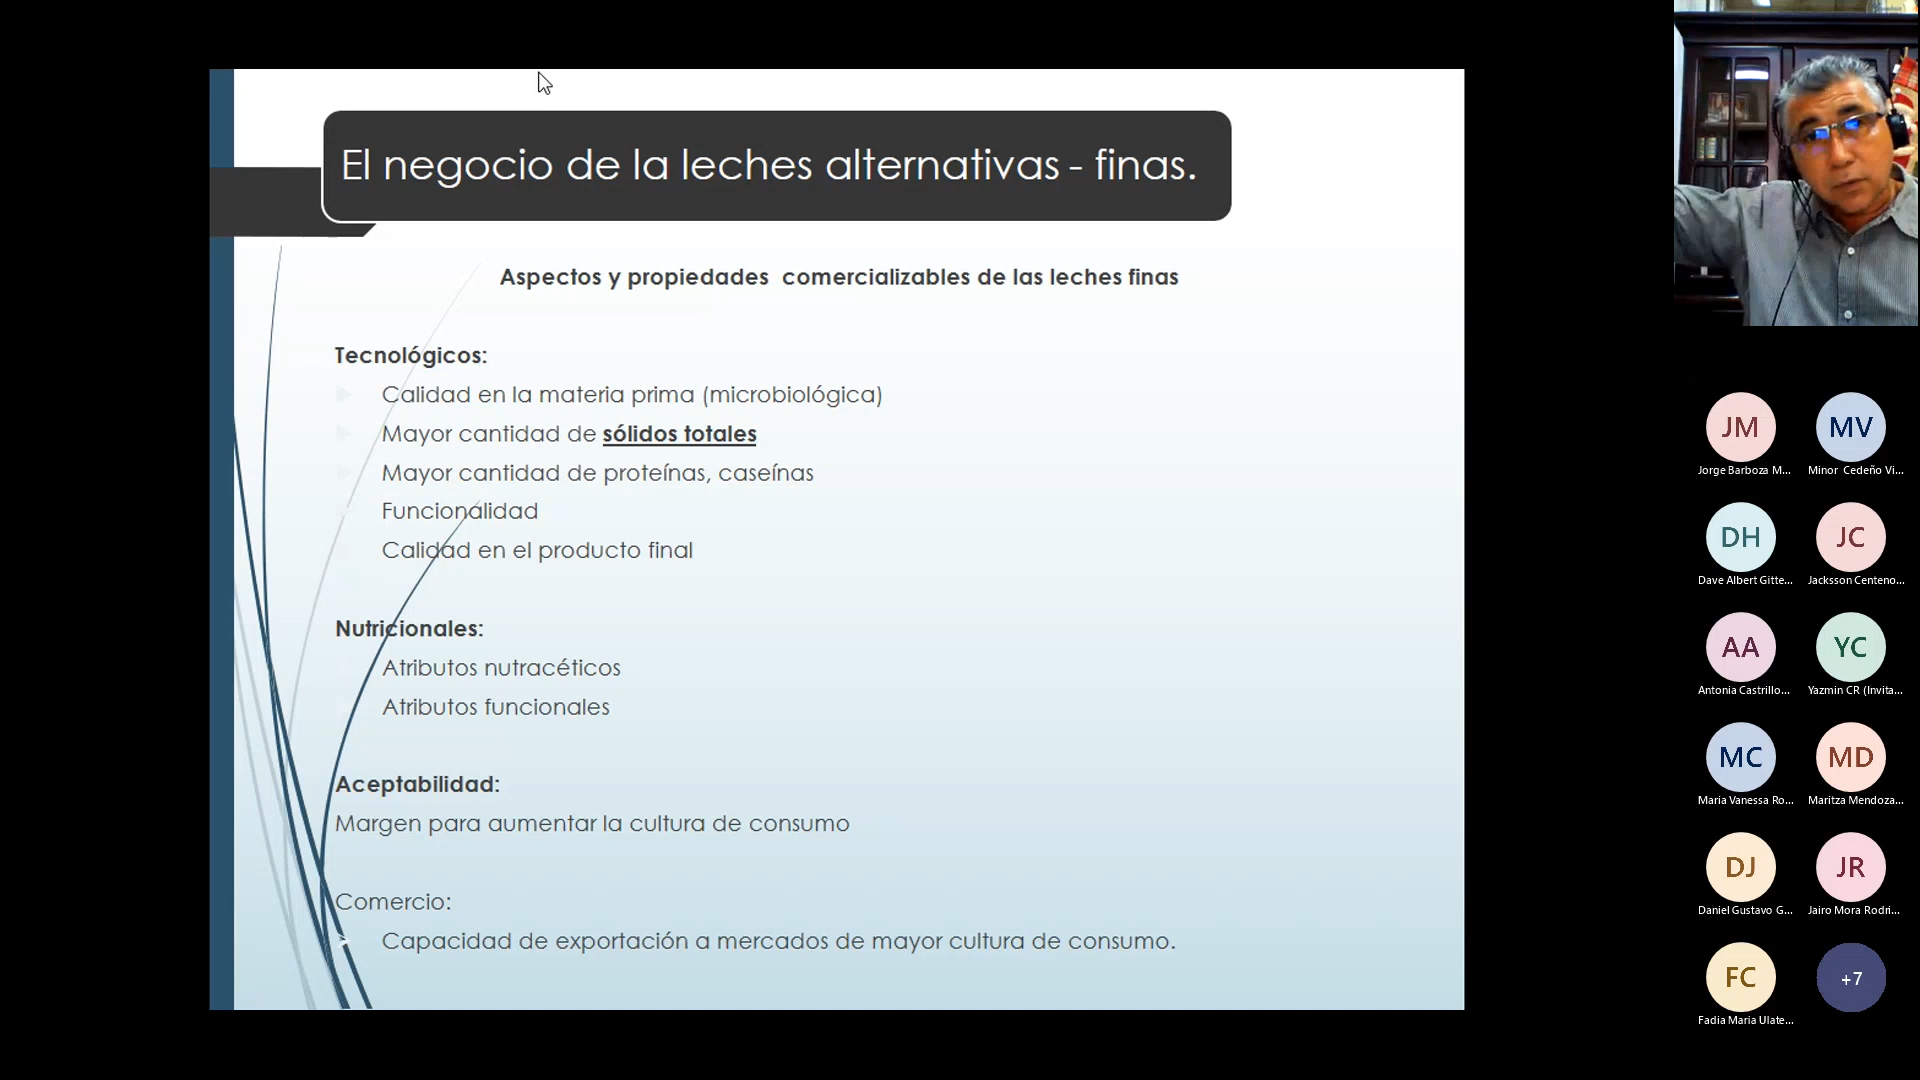 El negocio de la leches alternativas - finas.
Aspectos y propiedades  comercializables de las leches finas
Tecnológicos:
Calidad en la materia prima (microbiológica)
Mayor cantidad de sólidos totales
Mayor cantidad de proteínas, caseínas
Funcionalidad
Calidad en el producto final
Nutricionales:
Atributos nutracéticos
Atributos funcionales
Aceptabilidad:
Margen para aumentar la cultura de consumo
Comercio:
Capacidad de exportación a mercados de mayor cultura de consumo.
JM MV
Jorge Barboza M... Minor Cedeño Vi...
DH JC
Dave Albert Gitte... Jacksson Centeno...
AA YC
Antonia Castrillo... Yazmin CR (Invita...
MC MD
Maria Vanessa Ro... Maritza Mendoza...
DJ JR
Daniel Gustavo G... Jairo Mora Rodri...
FC +7
Fadia Maria Ulate...